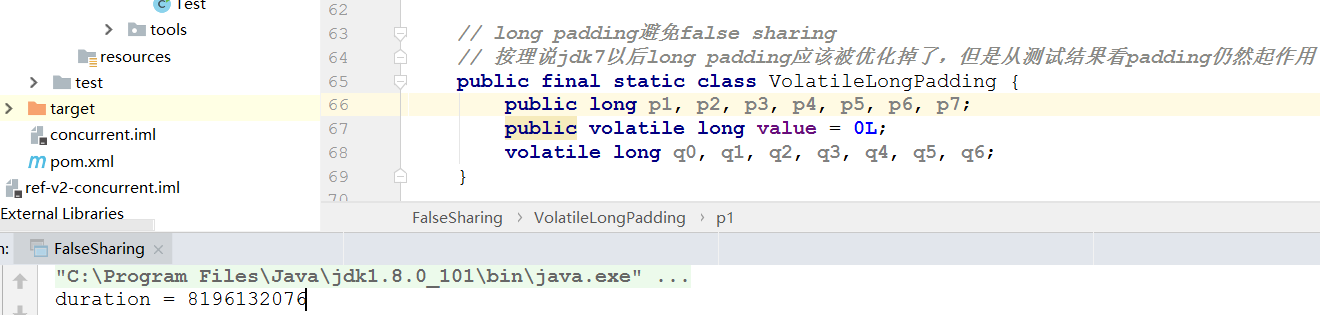 Test
tools
resources
test
target
concurrent.iml
pom.xml
ref-v2-concurrent.iml
External Libraries
62
63 // long padding避免false sharing
64 // 按理说jdk7以后long padding应该被优化掉了，但是从测试结果看padding仍然起作用
65 public final static class VolatileLongPadding {
66 public long p1, p2, p3, p4, p5, p6, p7;
67 public volatile long value = 0L;
68 volatile long q0, q1, q2, q3, q4, q5, q6;
69 }
70
FalseSharing › VolatileLongPadding › p1
n: FalseSharing ×
"C:\Program Files\Java\jdk1.8.0_101\bin\java.exe" ...
duration = 8196132076